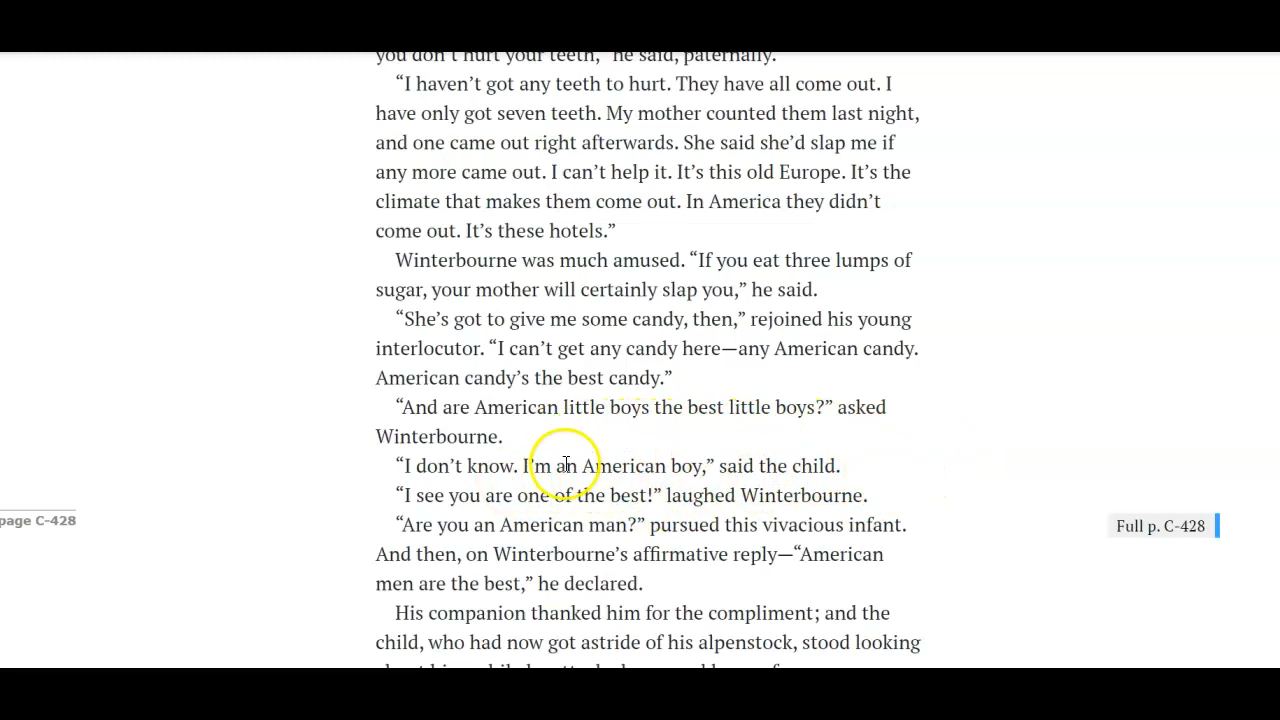 you don't hurt your teeth," he said, paternally.
“I haven’t got any teeth to hurt. They have all come out. I
have only got seven teeth. My mother counted them last night,
and one came out right afterwards. She said she’d slap me if
any more came out. I can’t help it. It’s this old Europe. It’s the
climate that makes them come out. In America they didn’t
come out. It’s these hotels.”
Winterbourne was much amused. “If you eat three lumps of
sugar, your mother will certainly slap you,” he said.
“She’s got to give me some candy, then,” rejoined his young
interlocutor. “I can’t get any candy here—any American candy.
American candy’s the best candy.”
“And are American little boys the best little boys?” asked
Winterbourne.
“I don’t know. I’m an American boy,” said the child.
“I see you are one of the best!” laughed Winterbourne.
page C-428
“Are you an American man?” pursued this vivacious infant.
Full p. C-428
And then, on Winterbourne’s affirmative reply—“American
men are the best,” he declared.
His companion thanked him for the compliment; and the
child, who had now got astride of his alpenstock, stood looking